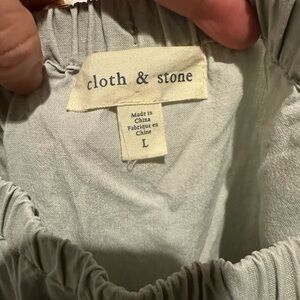 cloth & stone
Made in
China
Fabriqué en
Chine
L